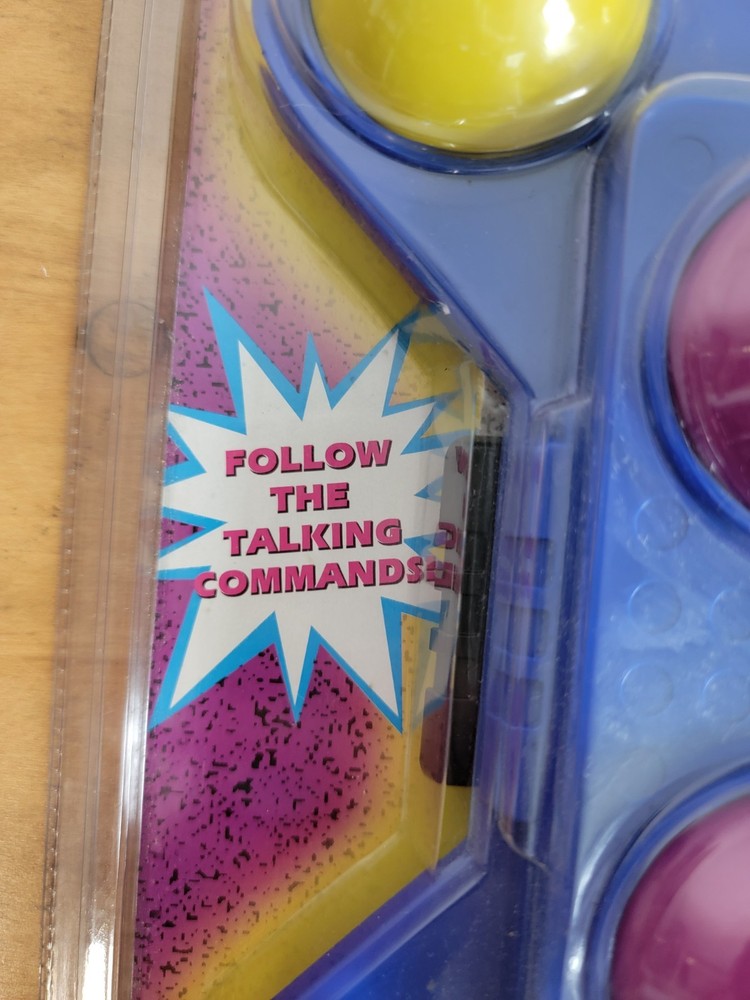 FOLLOW
THE
TALKING
COMMANDS